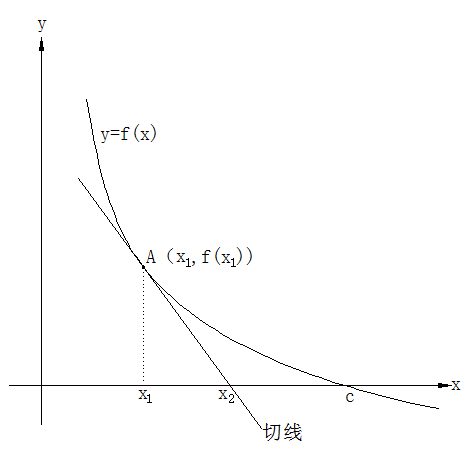 y
y=f(x)
A (x₁,f(x₁))
x
x₁
x₂
c
切线